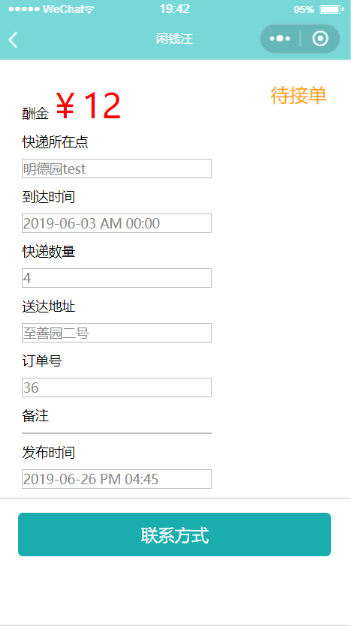 WeChat 19:42 95%
闲钱汪
待接单
酬金 ¥12
快递所在点
明德园test
到达时间
2019-06-03 AM 00:00
快递数量
4
送达地址
至善园二号
订单号
36
备注
发布时间
2019-06-26 PM 04:45
联系方式